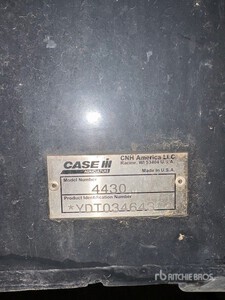 CASE IH
AGRICULTURE
CNH America LLC
Racine, WI 53404 U.S.A.
Made in U.S.A.
Model Number
4430
Product Identification Number
RITCHIE BROS.